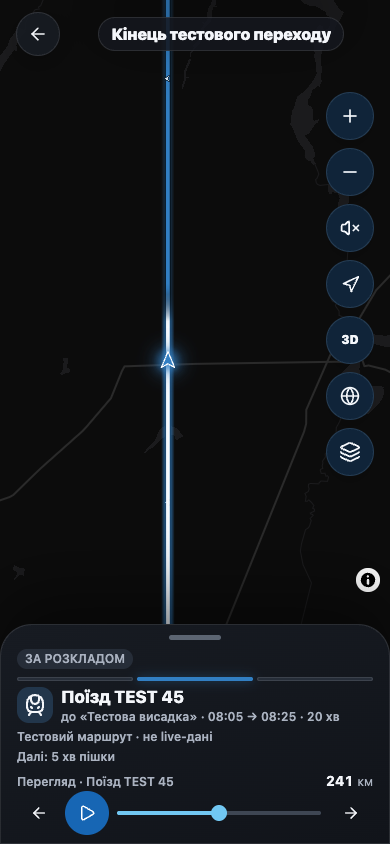 Кінець тестового переходу
3D
ЗА РОЗКЛАДОМ
Поїзд TEST 45
до «Тестова висадка» · 08:05 → 08:25 · 20 хв
Тестовий маршрут · не live-дані
Далі: 5 хв пішки
Перегляд · Поїзд TEST 45 241 км